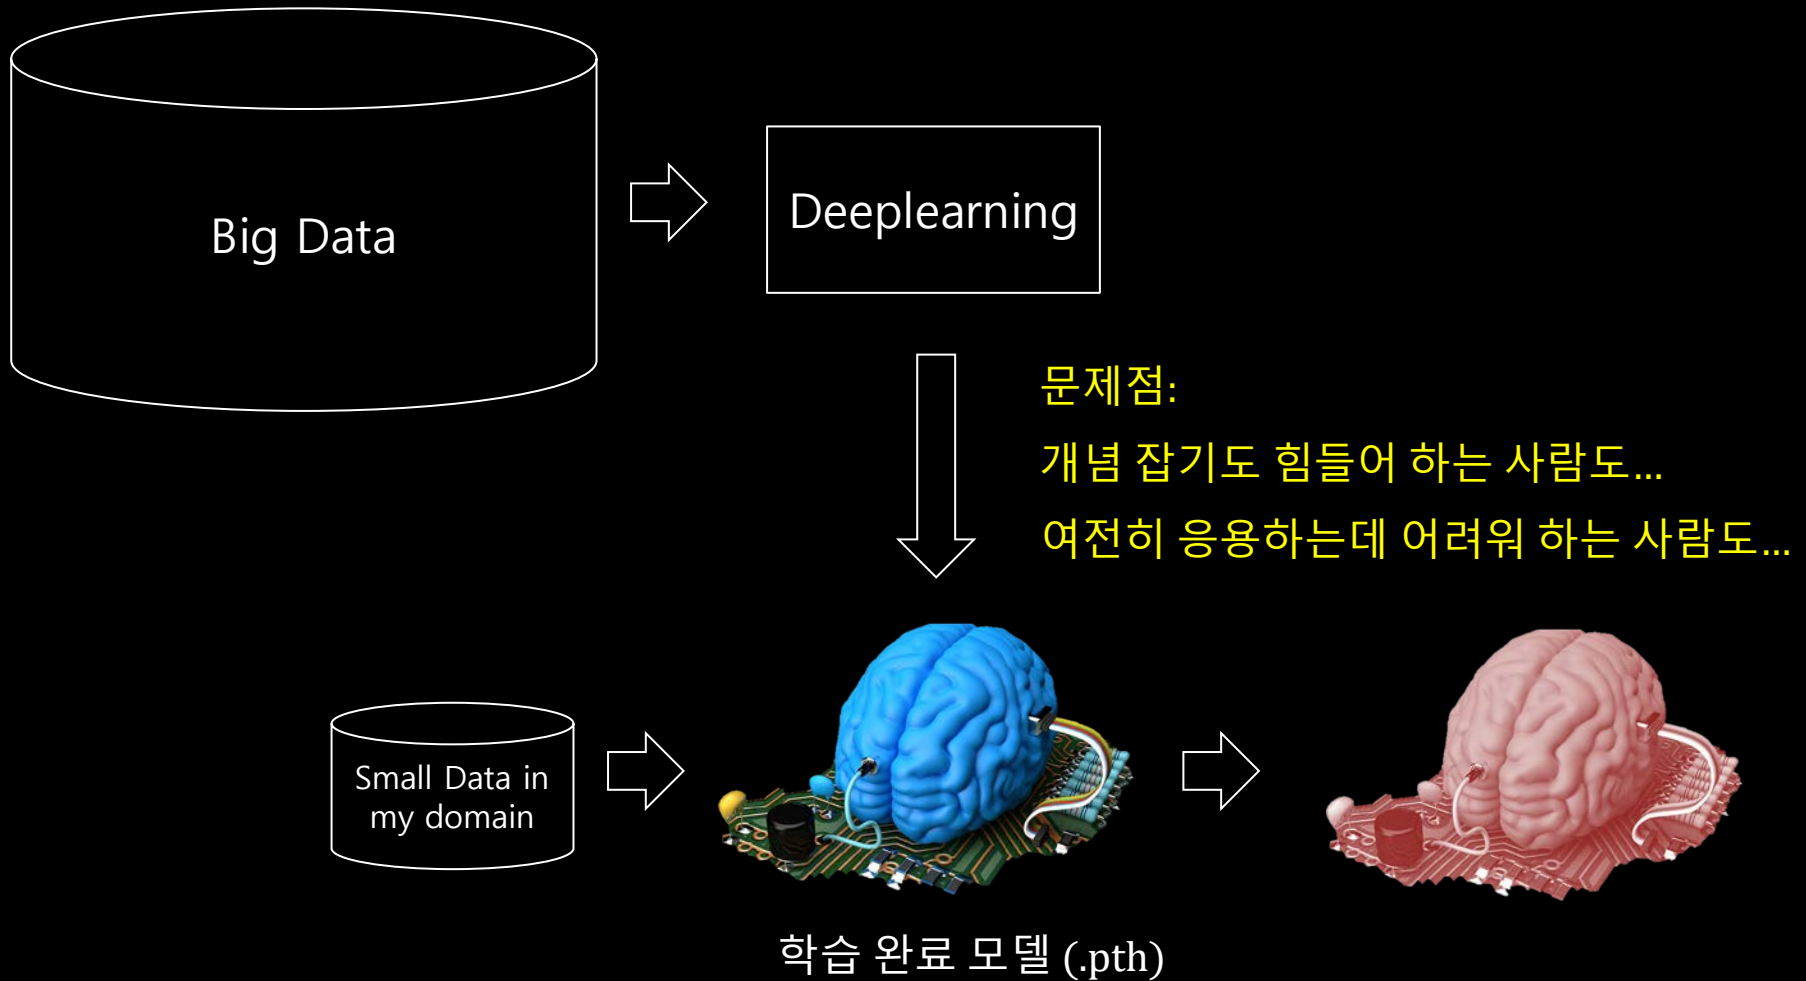 Big Data
Deeplearning
문제점:
개념 잡기도 힘들어 하는 사람도...
여전히 응용하는데 어려워 하는 사람도...
Small Data in
my domain
학습 완료 모델 (.pth)